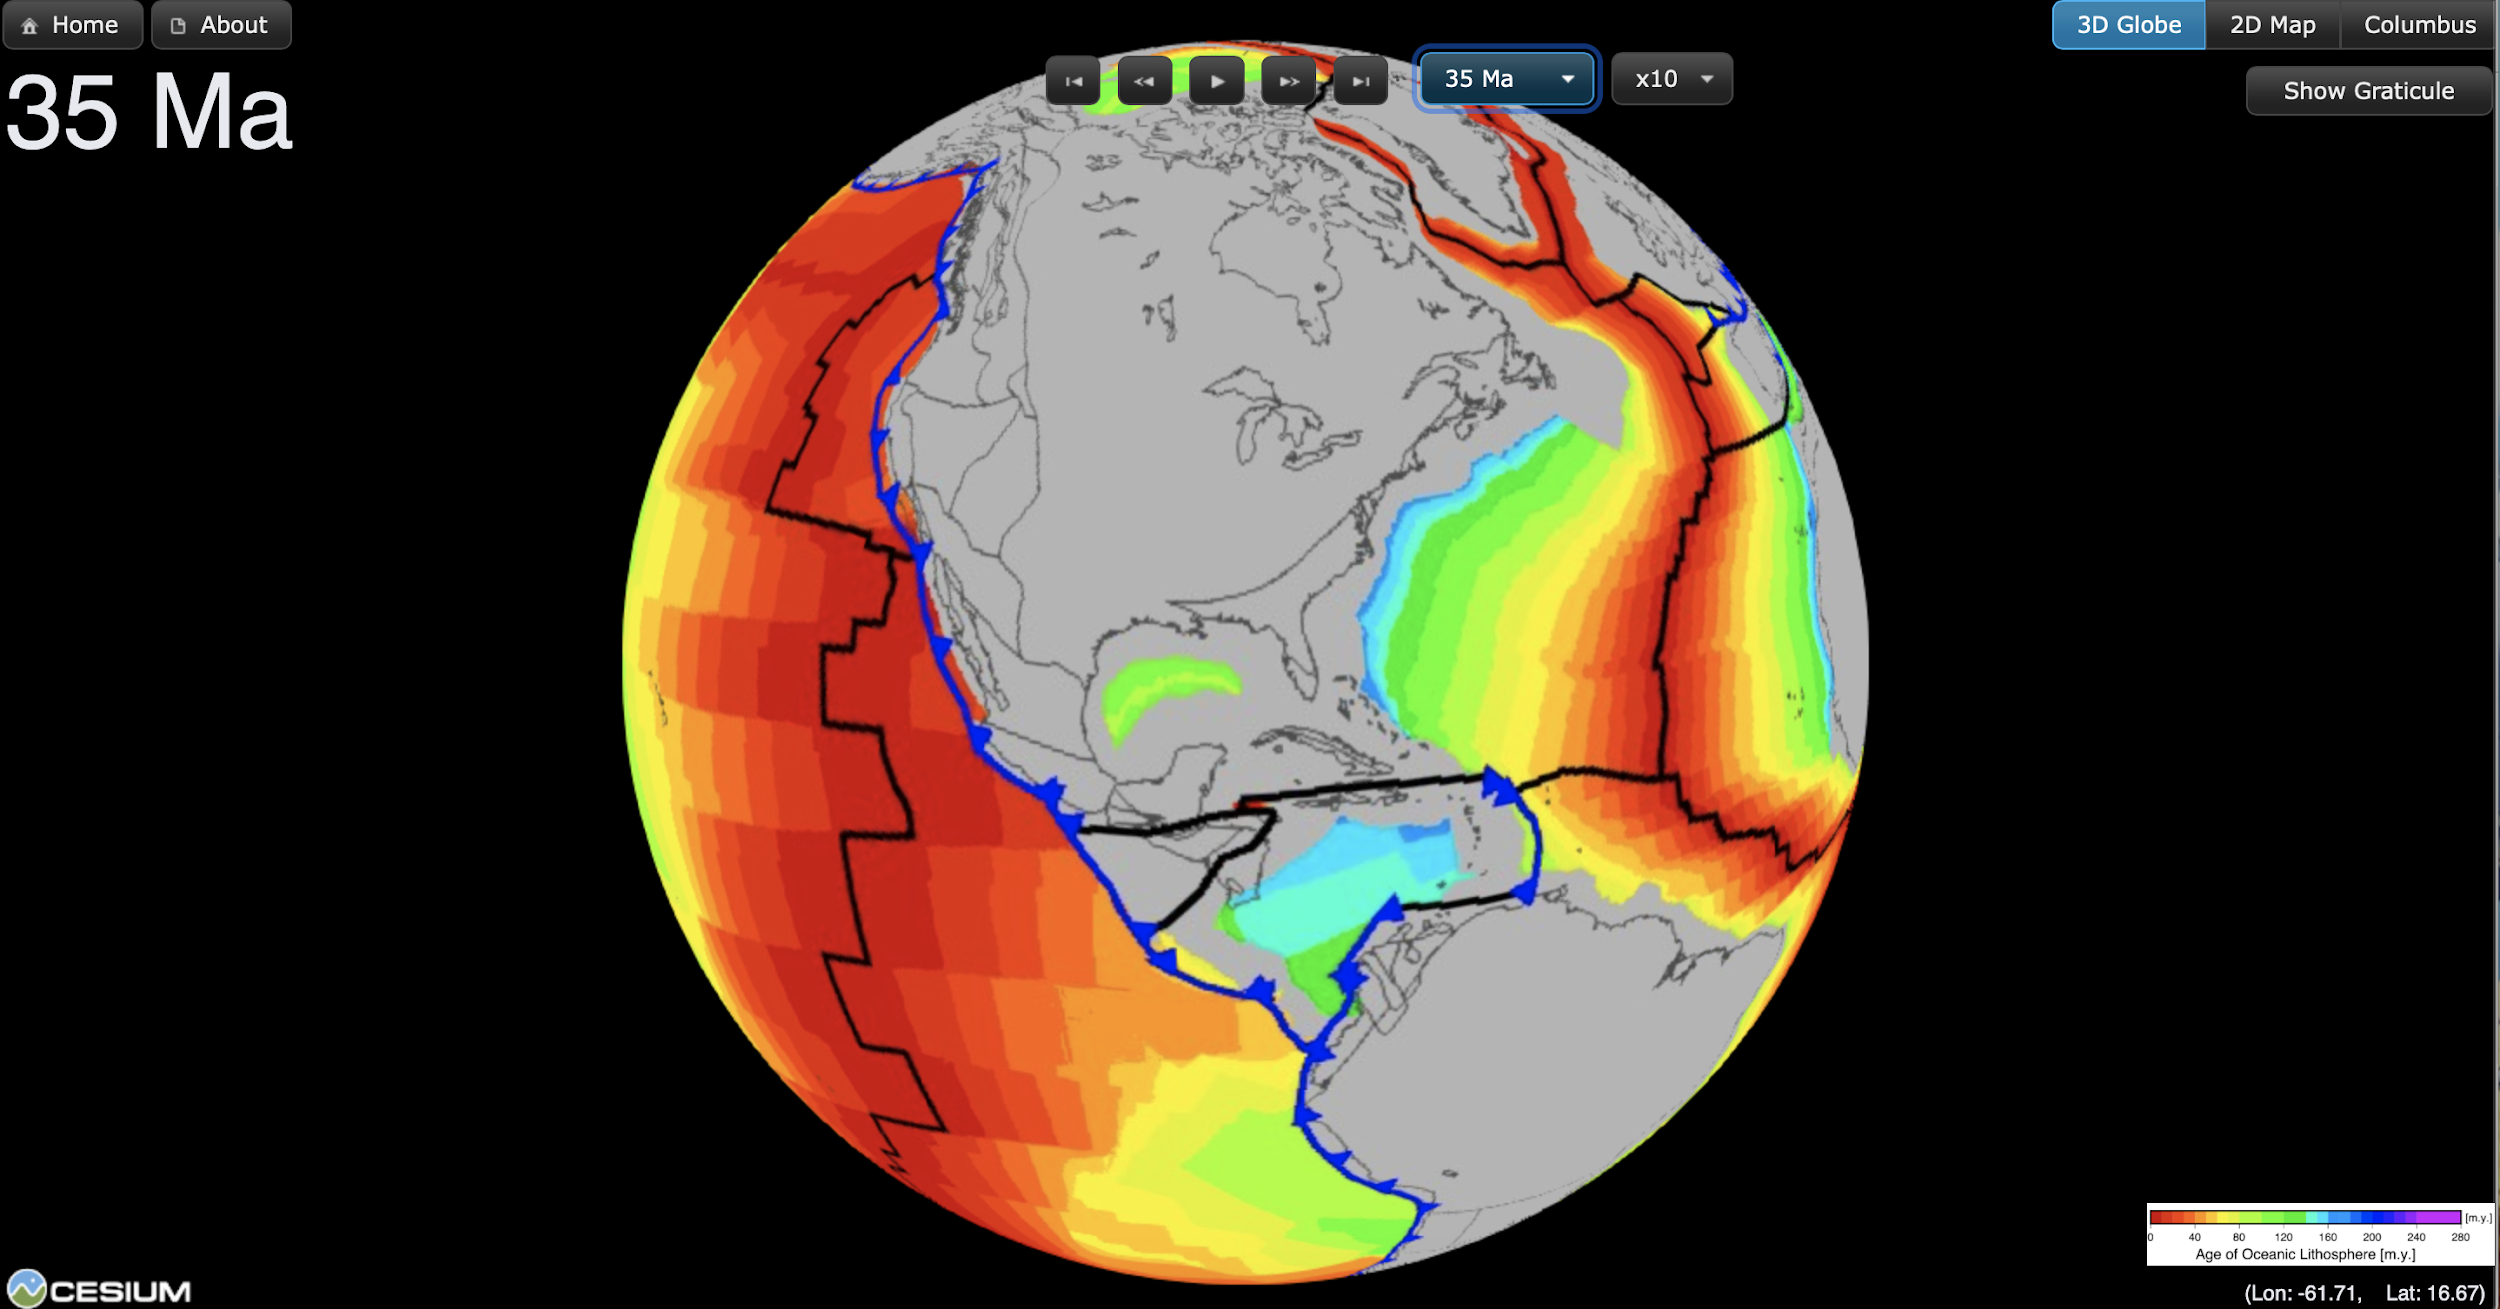 Home
About
35 Ma
35 Ma
x10
3D Globe
2D Map
Columbus
Show Graticule
[m.y.]
0 40 80 120 160 200 240 280
Age of Oceanic Lithosphere [m.y.]
CESIUM
(Lon: -61.71, Lat: 16.67)